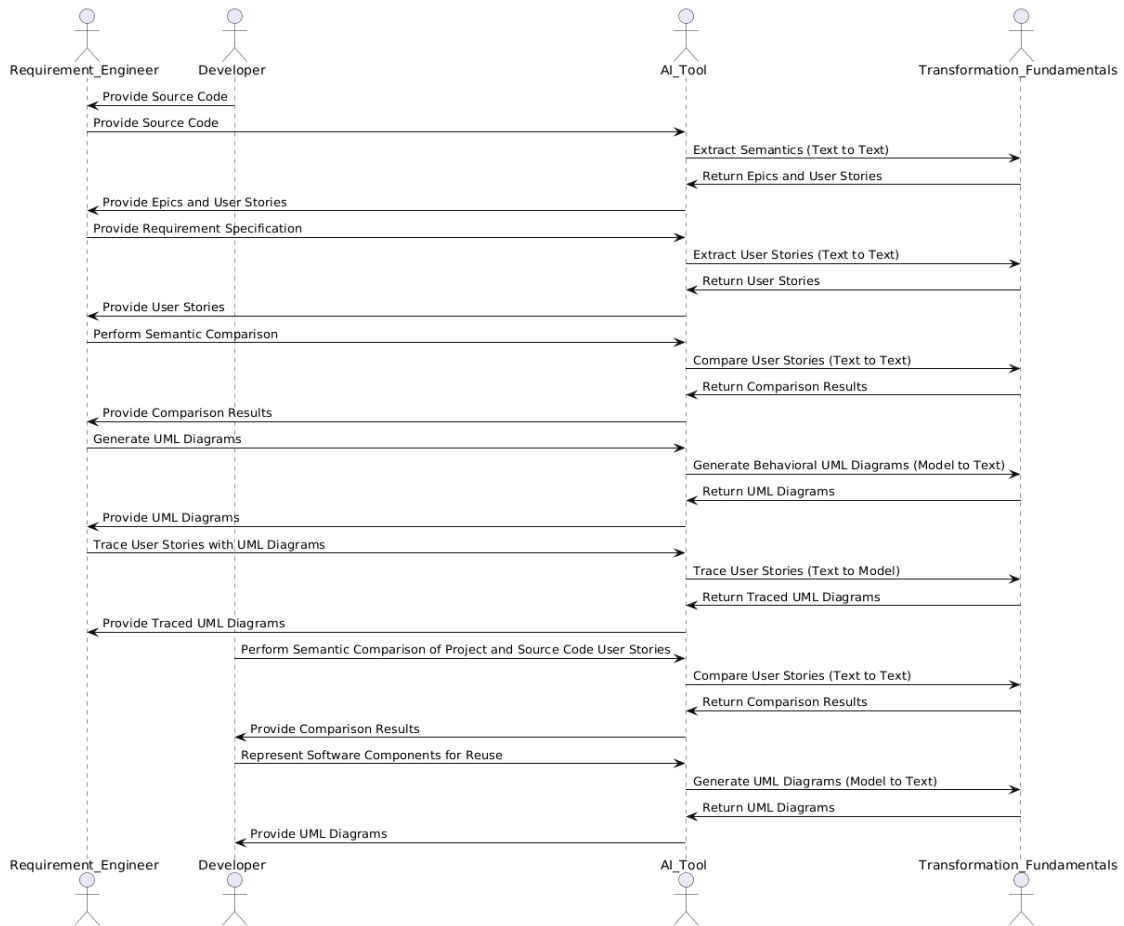 Requirement_Engineer
Developer
AI_Tool
Transformation_Fundamentals
Provide Source Code
Provide Source Code
Extract Semantics (Text to Text)
Return Epics and User Stories
Provide Epics and User Stories
Provide Requirement Specification
Extract User Stories (Text to Text)
Return User Stories
Provide User Stories
Perform Semantic Comparison
Compare User Stories (Text to Text)
Return Comparison Results
Provide Comparison Results
Generate UML Diagrams
Generate Behavioral UML Diagrams (Model to Text)
Return UML Diagrams
Provide UML Diagrams
Trace User Stories with UML Diagrams
Trace User Stories (Text to Model)
Return Traced UML Diagrams
Provide Traced UML Diagrams
Perform Semantic Comparison of Project and Source Code User Stories
Compare User Stories (Text to Text)
Return Comparison Results
Provide Comparison Results
Represent Software Components for Reuse
Generate UML Diagrams (Model to Text)
Return UML Diagrams
Provide UML Diagrams
Requirement_Engineer
Developer
AI_Tool
Transformation_Fundamentals